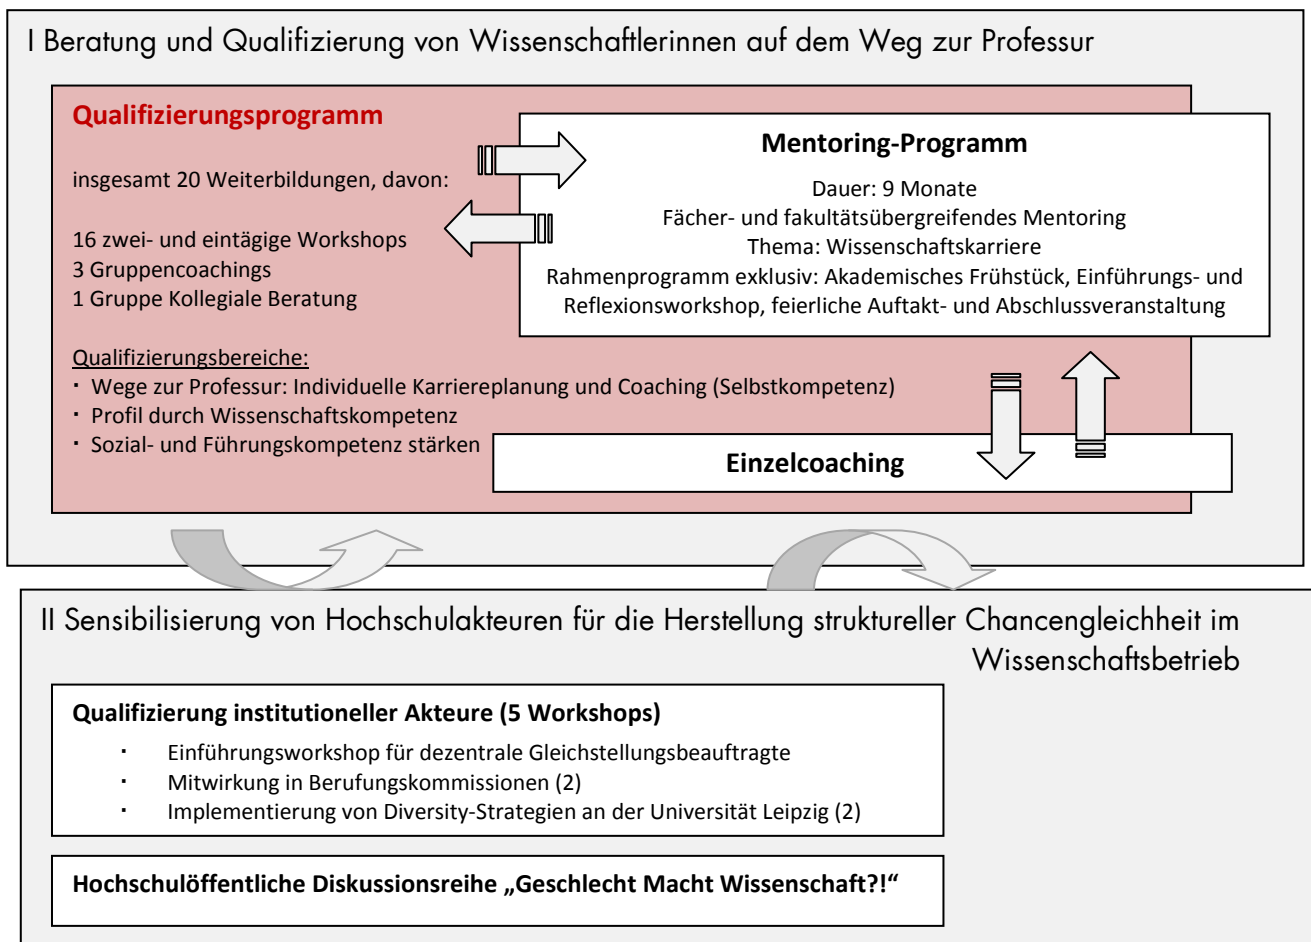 I Beratung und Qualifizierung von Wissenschaftlerinnen auf dem Weg zur Professur
Qualifizierungsprogramm
insgesamt 20 Weiterbildungen, davon:
16 zwei- und eintägige Workshops
3 Gruppencoachings
1 Gruppe Kollegiale Beratung
Qualifizierungsbereiche:
· Wege zur Professur: Individuelle Karriereplanung und Coaching (Selbstkompetenz)
· Profil durch Wissenschaftskompetenz
· Sozial- und Führungskompetenz stärken
Mentoring-Programm
Dauer: 9 Monate
Fächer- und fakultätsübergreifendes Mentoring
Thema: Wissenschaftskarriere
Rahmenprogramm exklusiv: Akademisches Frühstück, Einführungs- und
Reflexionsworkshop, feierliche Auftakt- und Abschlussveranstaltung
Einzelcoaching
II Sensibilisierung von Hochschulakteuren für die Herstellung struktureller Chancengleichheit im
Wissenschaftsbetrieb
Qualifizierung institutioneller Akteure (5 Workshops)
· Einführungsworkshop für dezentrale Gleichstellungsbeauftragte
· Mitwirkung in Berufungskommissionen (2)
· Implementierung von Diversity-Strategien an der Universität Leipzig (2)
Hochschulöffentliche Diskussionsreihe „Geschlecht Macht Wissenschaft?!“